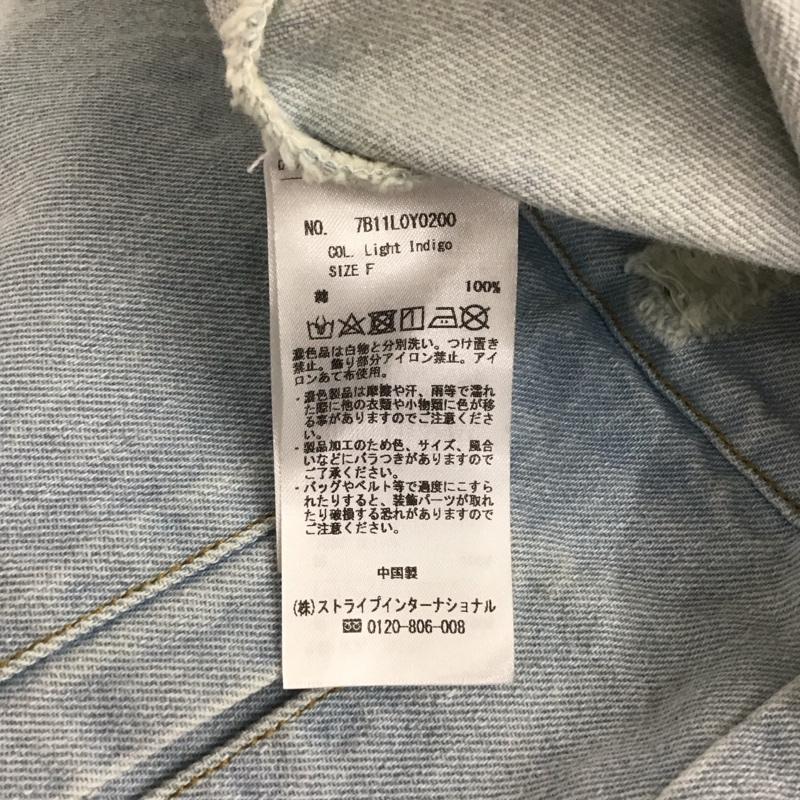 NO. 7B11L0Y0200
COL. Light Indigo
SIZE F
綿 100%
濃色品は白物と分別洗い。つけ置き
禁止。飾り部分アイロン禁止。アイ
ロンあて布使用。
・濃色製品は摩擦や汗、雨等で濡れ
た際に他の衣類や小物類に色が移
る事がありますのでご注意くださ
い。
・製品加工のため色、サイズ、風合
いなどにバラつきがありますので
ご了承ください。
・バッグやベルト等で過度にこすら
れたりすると、装飾パーツが取れ
たり破損する恐れがありますので
ご注意ください。
中国製
(株)ストライプインターナショナル
0120-806-008